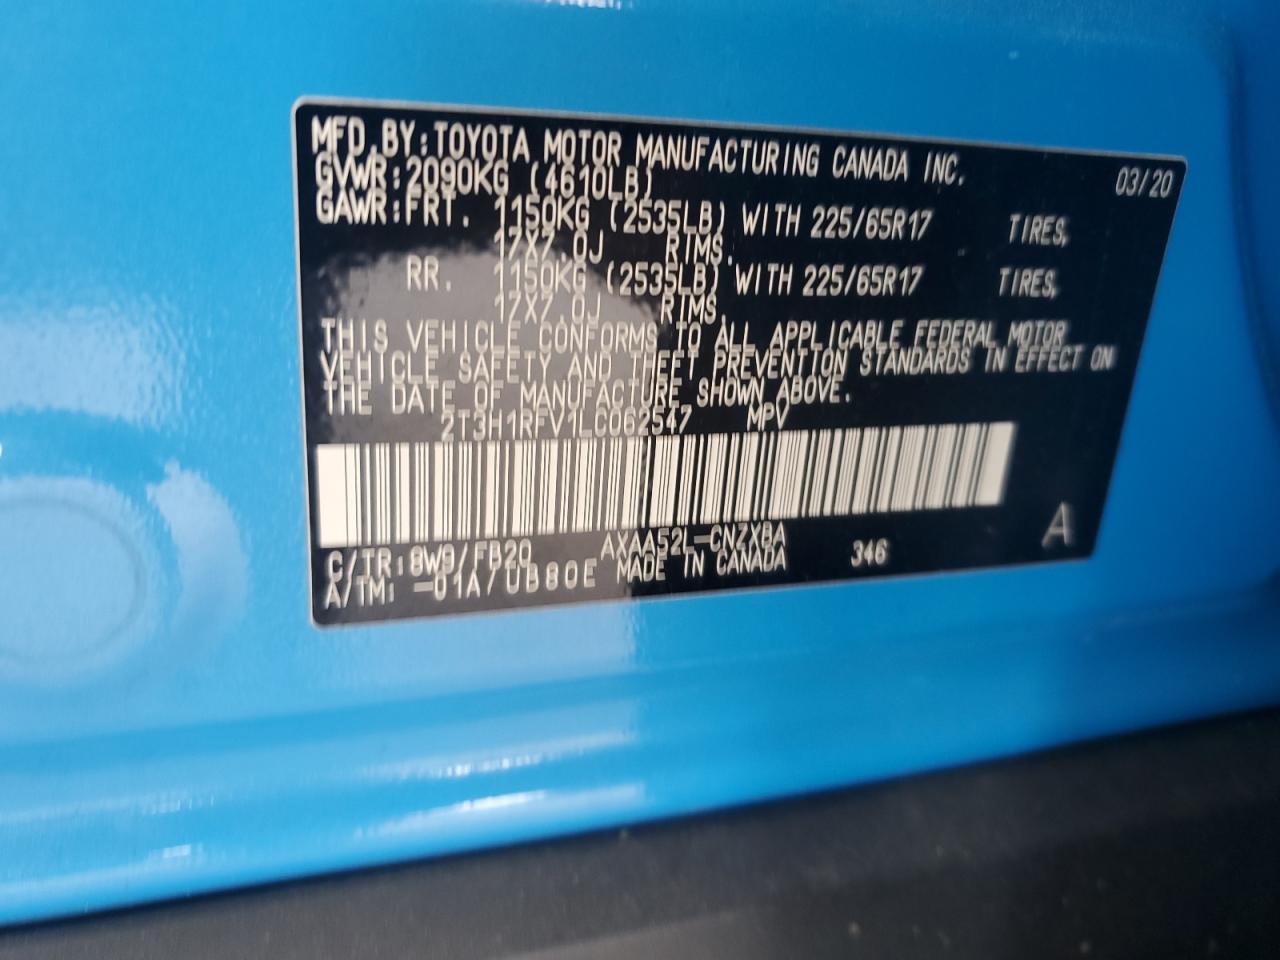 MFD.BY:TOYOTA MOTOR MANUFACTURING CANADA INC. 03/20
GVWR:2090KG (4610LB)
GAWR:FRT. 1150KG (2535LB) WITH 225/65R17 TIRES,
17X7.0J RIMS.
RR. 1150KG (2535LB) WITH 225/65R17 TIRES,
17X7.0J RIMS.
THIS VEHICLE CONFORMS TO ALL APPLICABLE FEDERAL MOTOR
VEHICLE SAFETY AND THEFT PREVENTION STANDARDS IN EFFECT ON
THE DATE OF MANUFACTURE SHOWN ABOVE.
2T3H1RFV1LC062547 MPV
C/TR:8W9/FB20 AXAA52L-CNZXBA 346 A
A/TM: -01A/UB80E MADE IN CANADA